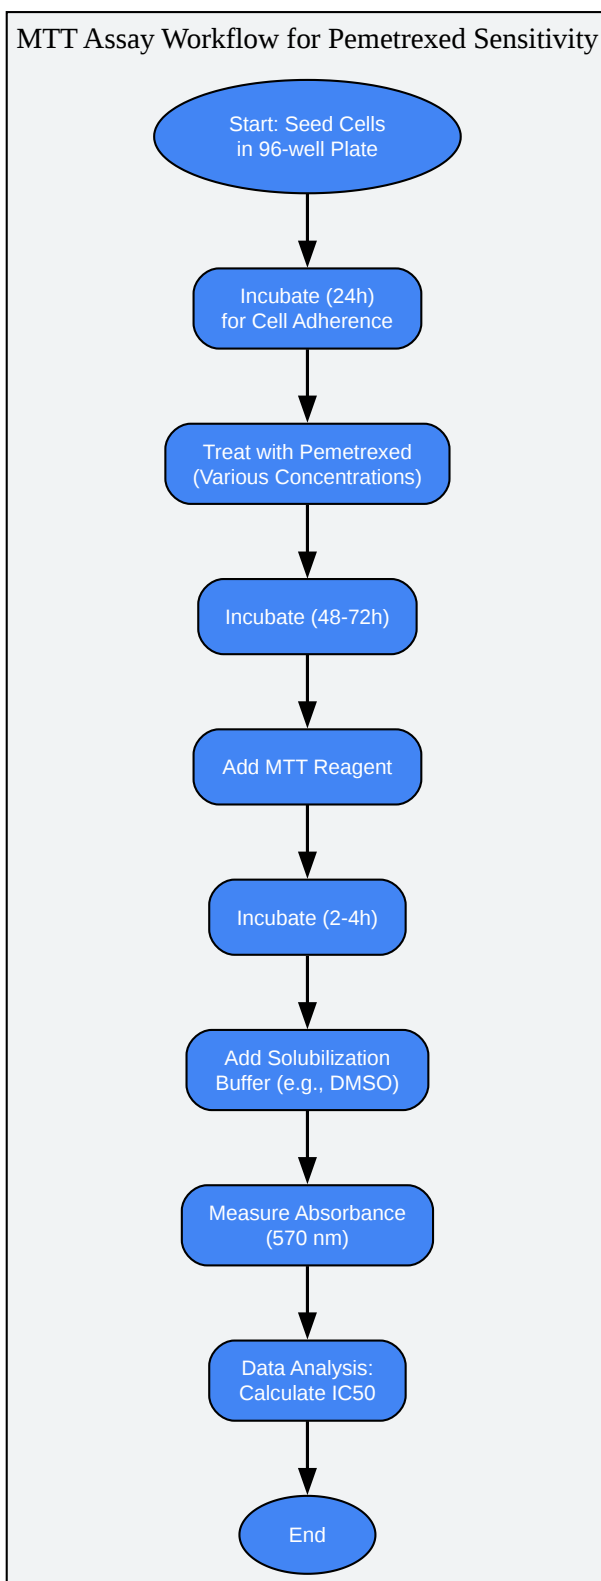 MTT Assay Workflow for Pemetrexed Sensitivity
Start: Seed Cells
in 96-well Plate
Incubate (24h)
for Cell Adherence
Treat with Pemetrexed
(Various Concentrations)
Incubate (48-72h)
Add MTT Reagent
Incubate (2-4h)
Add Solubilization
Buffer (e.g., DMSO)
Measure Absorbance
(570 nm)
Data Analysis:
Calculate IC50
End